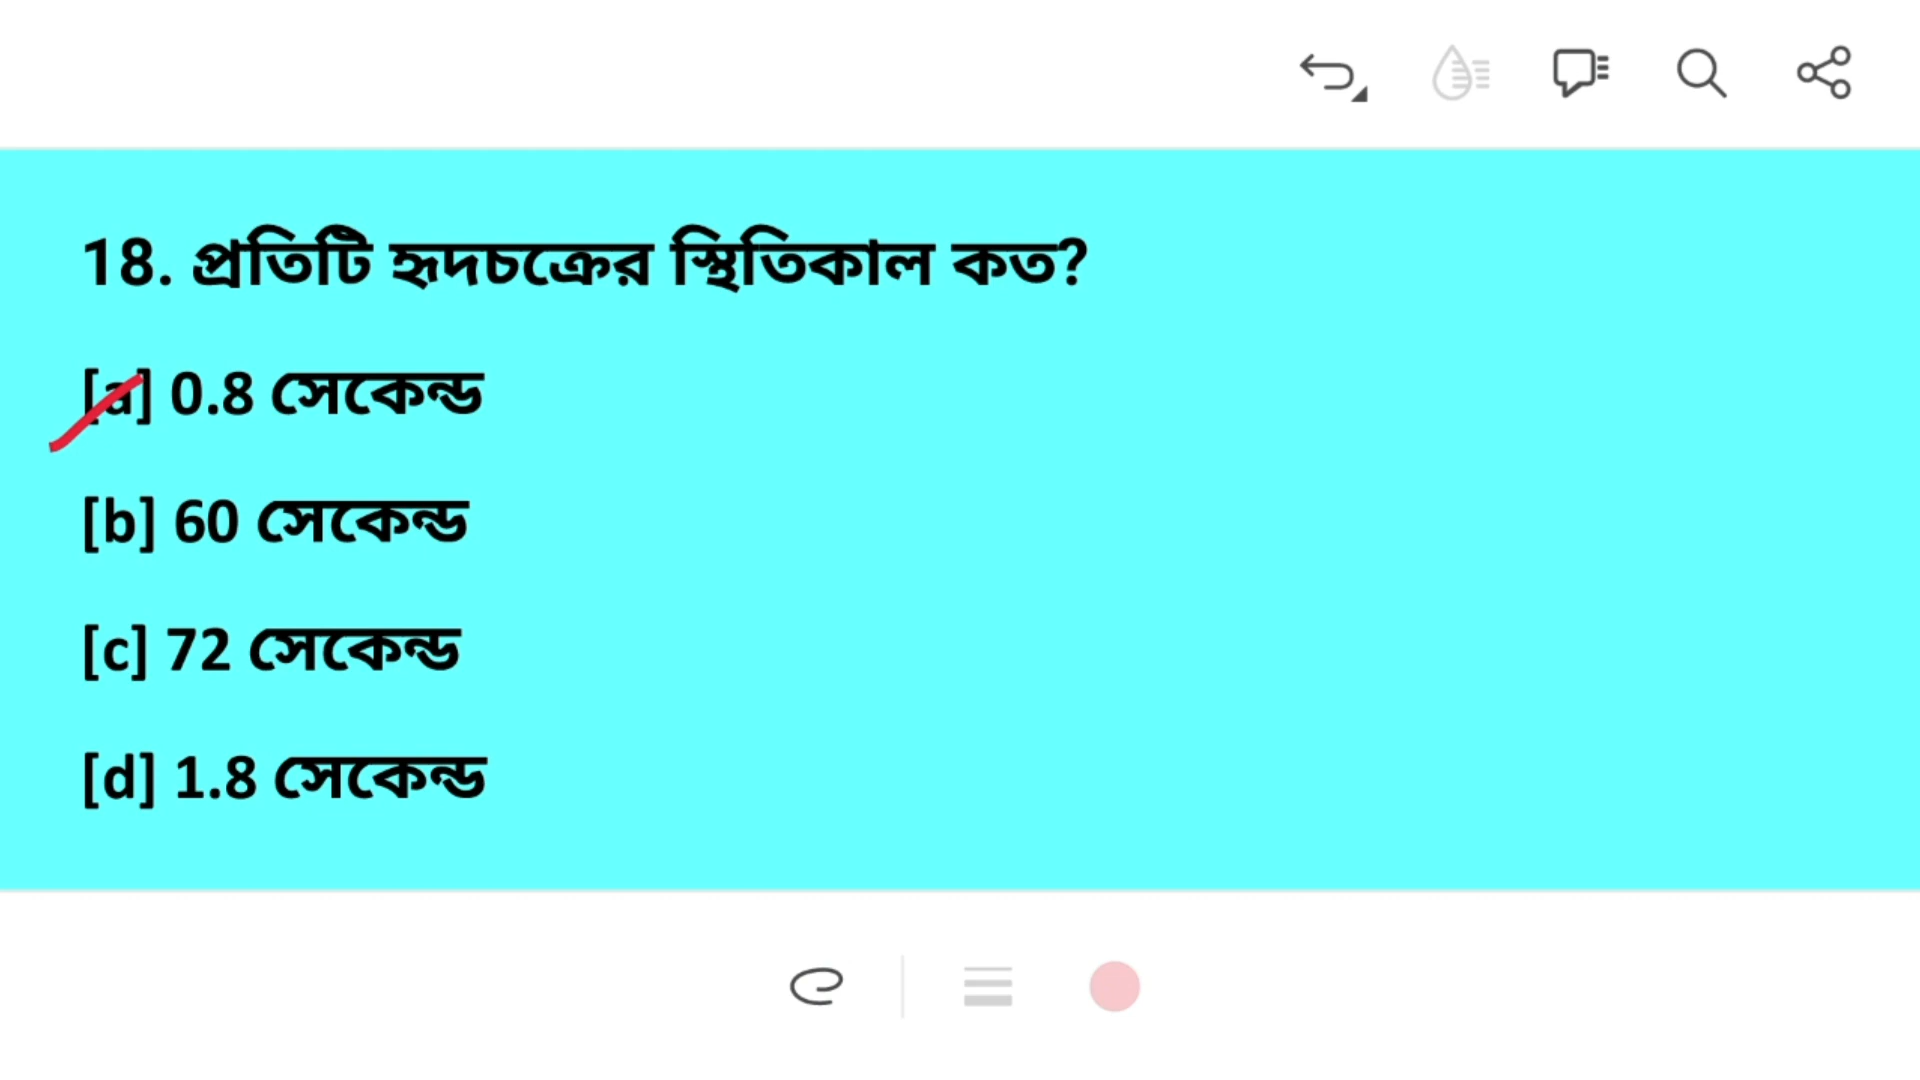 18. প্রতিটি হৃদচক্রের স্থিতিকাল কত?
[a] 0.8 সেকেন্ড
[b] 60 সেকেন্ড
[c] 72 সেকেন্ড
[d] 1.8 সেকেন্ড